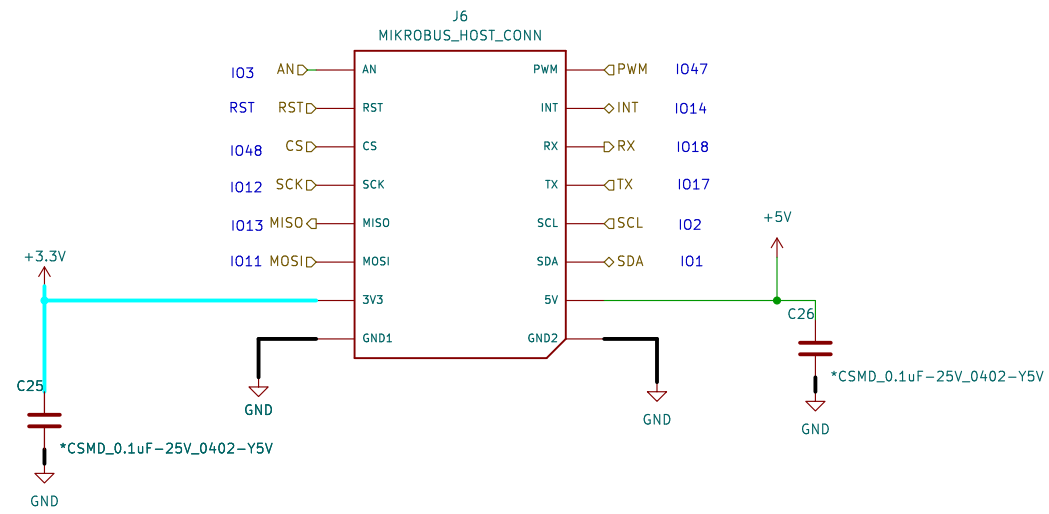 J6
MIKROBUS_HOST_CONN
IO3 AN AN PWM PWM IO47
RST RST RST INT INT IO14
IO48 CS CS RX RX IO18
IO12 SCK SCK TX TX IO17
IO13 MISO MISO SCL SCL IO2
IO11 MOSI MOSI SDA SDA IO1
+3.3V
+5V
3V3 5V
C26
GND1 GND2
*CSMD_0.1uF-25V_0402-Y5V
C25
GND
GND
GND
*CSMD_0.1uF-25V_0402-Y5V
GND